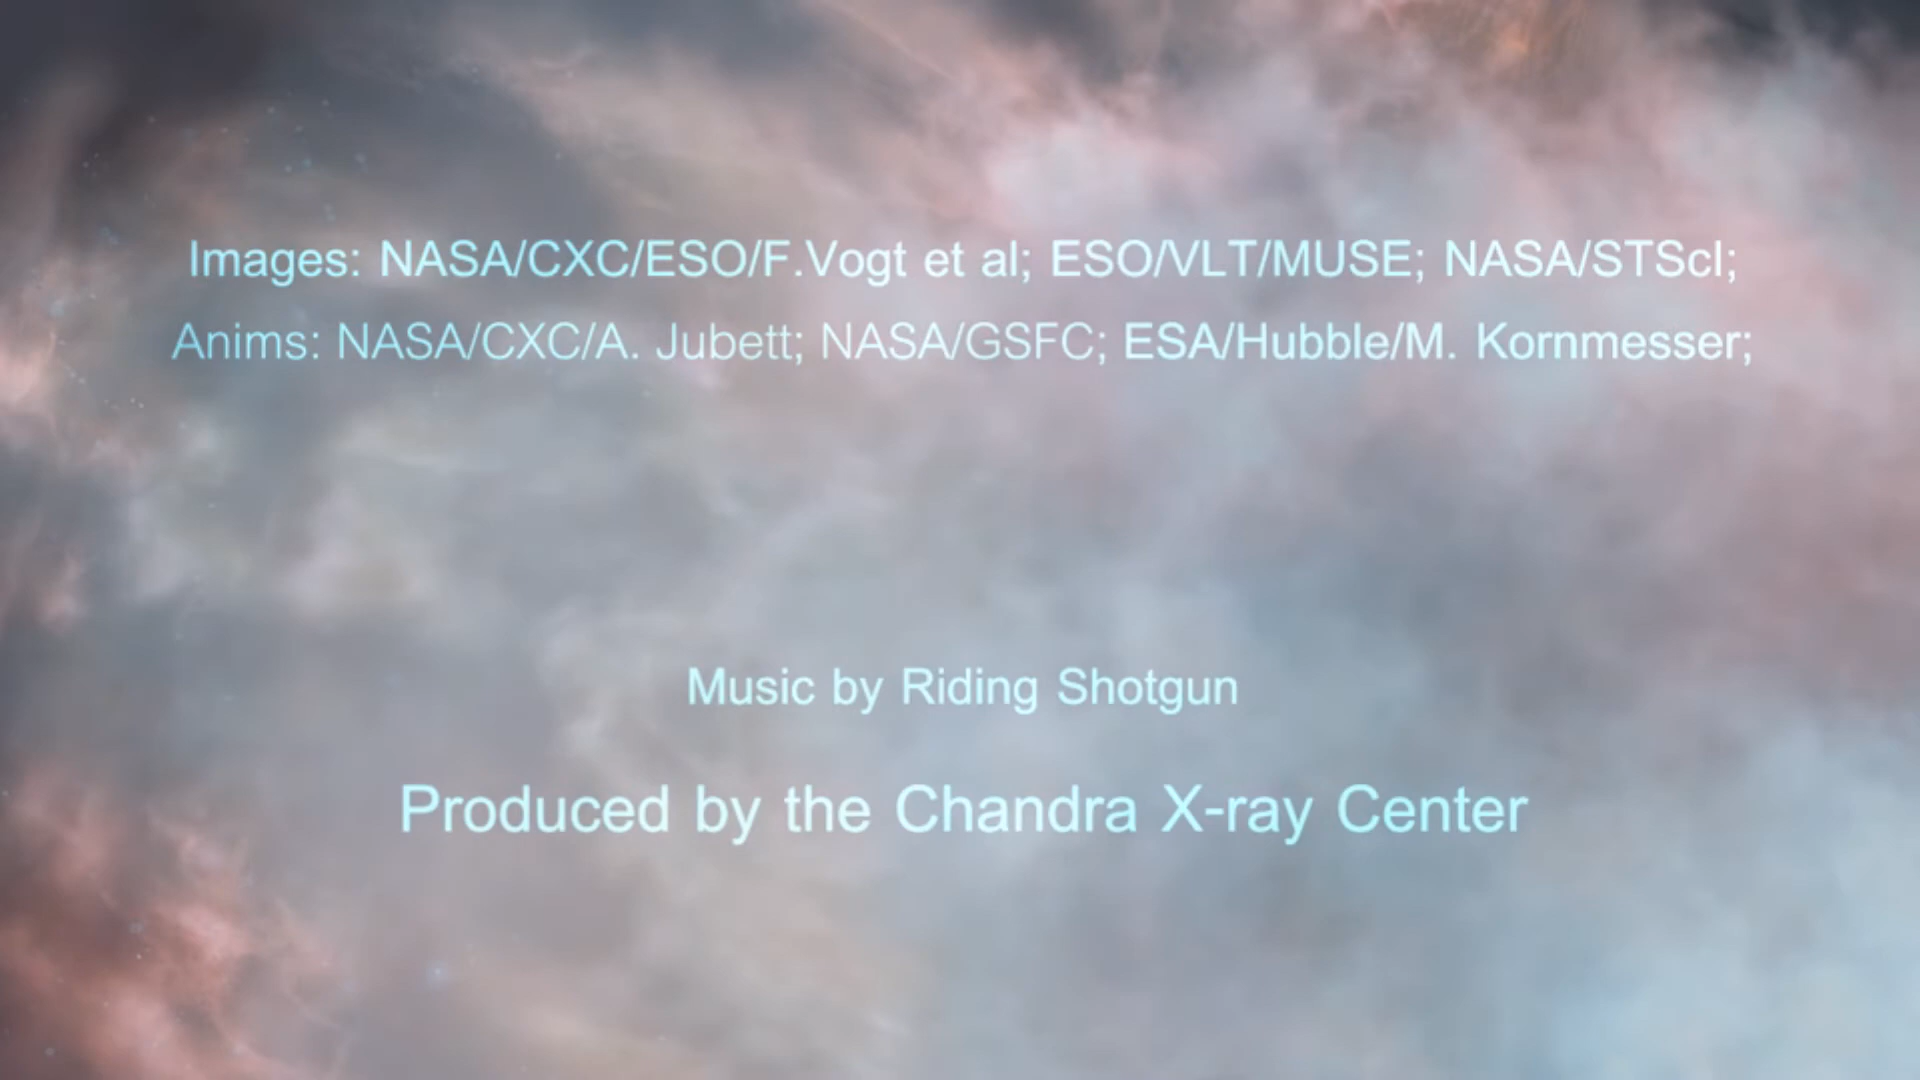 Images: NASA/CXC/ESO/F.Vogt et al; ESO/VLT/MUSE; NASA/STScI;
Anims: NASA/CXC/A. Jubett; NASA/GSFC; ESA/Hubble/M. Kornmesser;
Music by Riding Shotgun
Produced by the Chandra X-ray Center